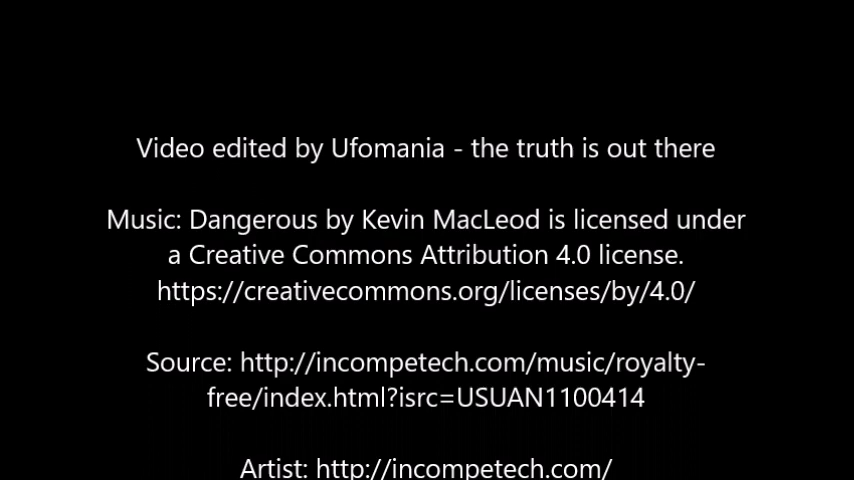 Video edited by Ufomania - the truth is out there
Music: Dangerous by Kevin MacLeod is licensed under
a Creative Commons Attribution 4.0 license.
https://creativecommons.org/licenses/by/4.0/
Source: http://incompetech.com/music/royalty-
free/index.html?isrc=USUAN1100414
Artist: http://incompetech.com/